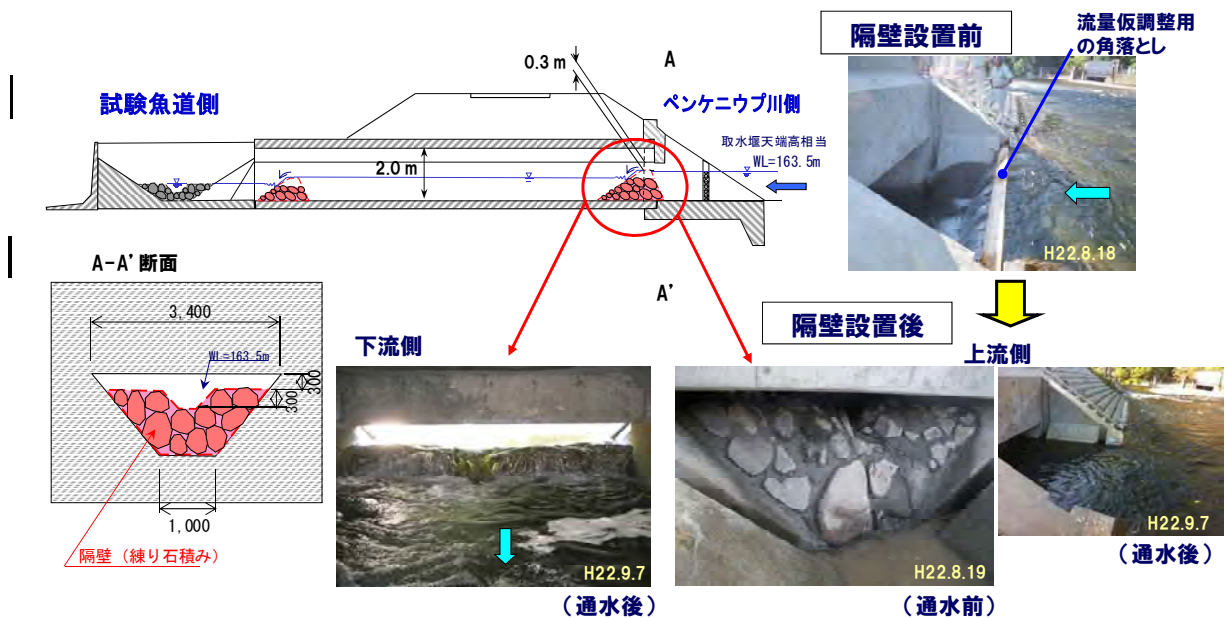 隔壁設置前
流量仮調整用
の角落とし
0.3 m
A
試験魚道側
ペンケニウプ川側
取水堰天端高相当
WL=163.5m
2.0 m
H22.8.18
A-A'断面
A'
3,400
WL=163.5m
300
300
1,000
隔壁（練り石積み）
隔壁設置後
下流側
上流側
H22.9.7
（通水後）
H22.8.19
（通水前）
H22.9.7
（通水後）